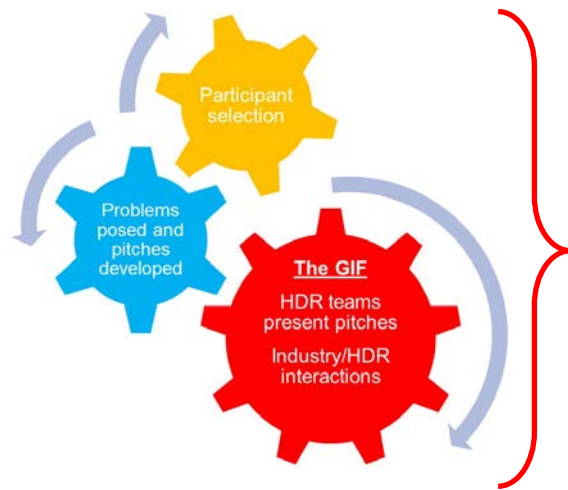 Participant
selection
Problems
posed and
pitches
developed
The GIF
HDR teams
present pitches
Industry/HDR
interactions